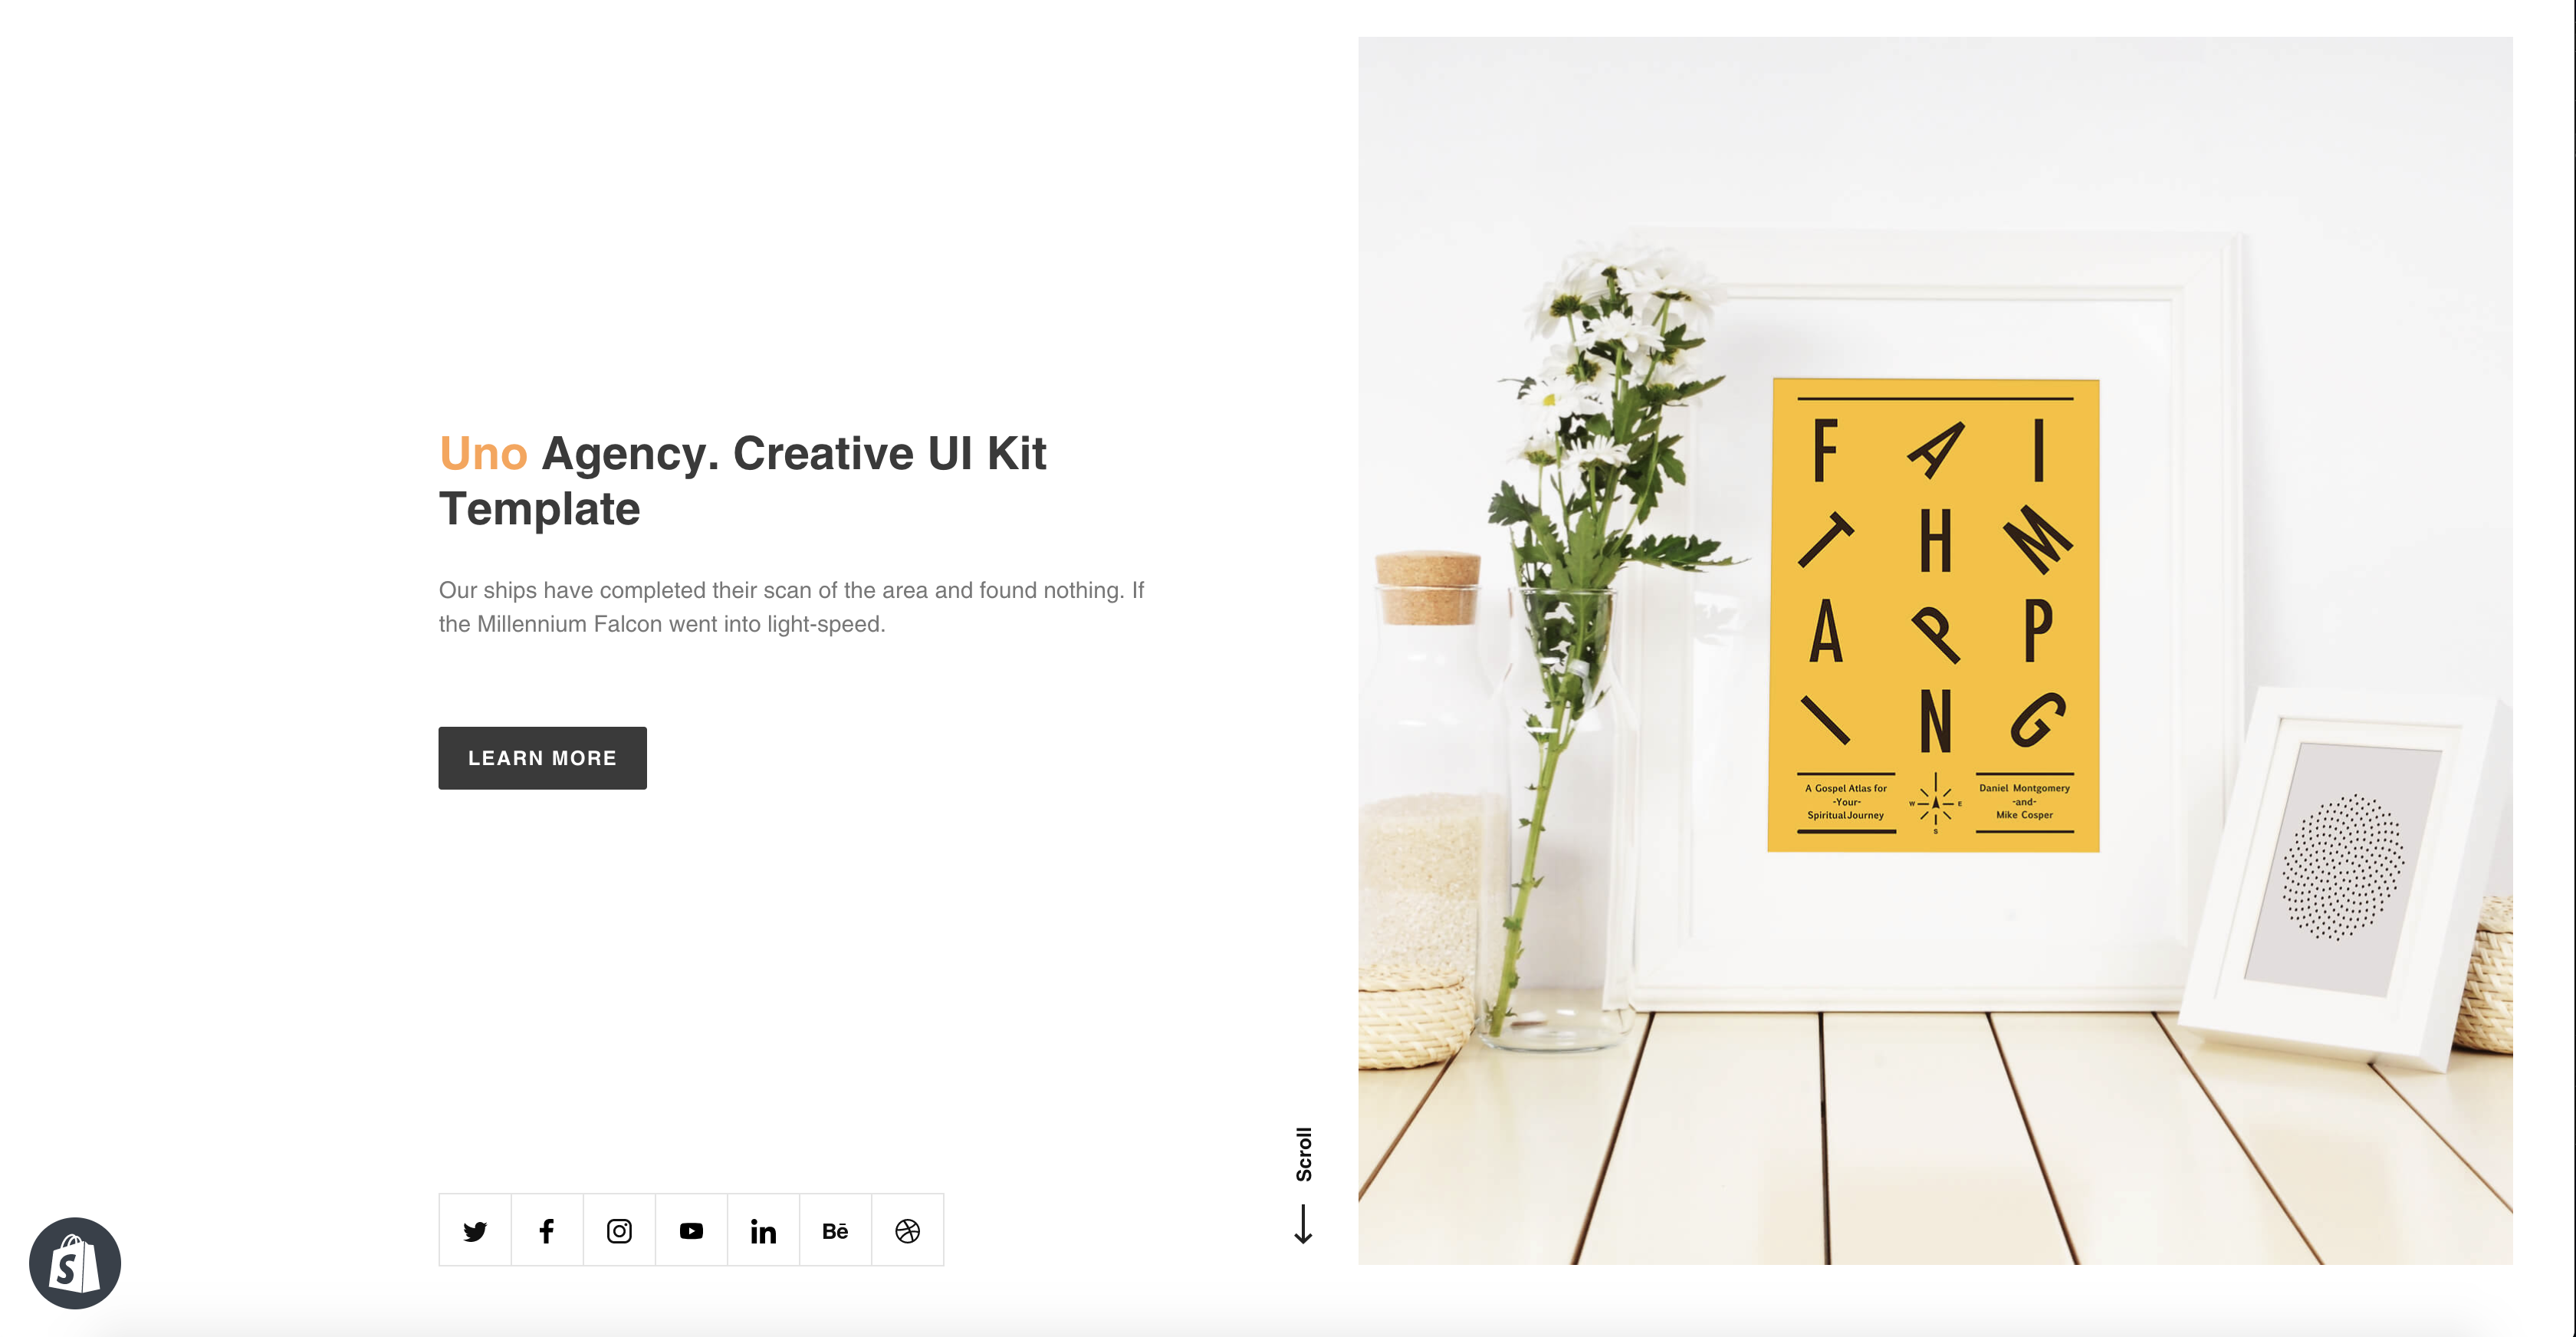 Uno Agency. Creative UI Kit
Template
Our ships have completed their scan of the area and found nothing. If
the Millennium Falcon went into light-speed.
LEARN MORE
Bē
Scroll
F A I
T H M
A P P
I N G
A Gospel Atlas for
-Your-
Spiritual Journey
W E
S
Daniel Montgomery
-and-
Mike Cosper